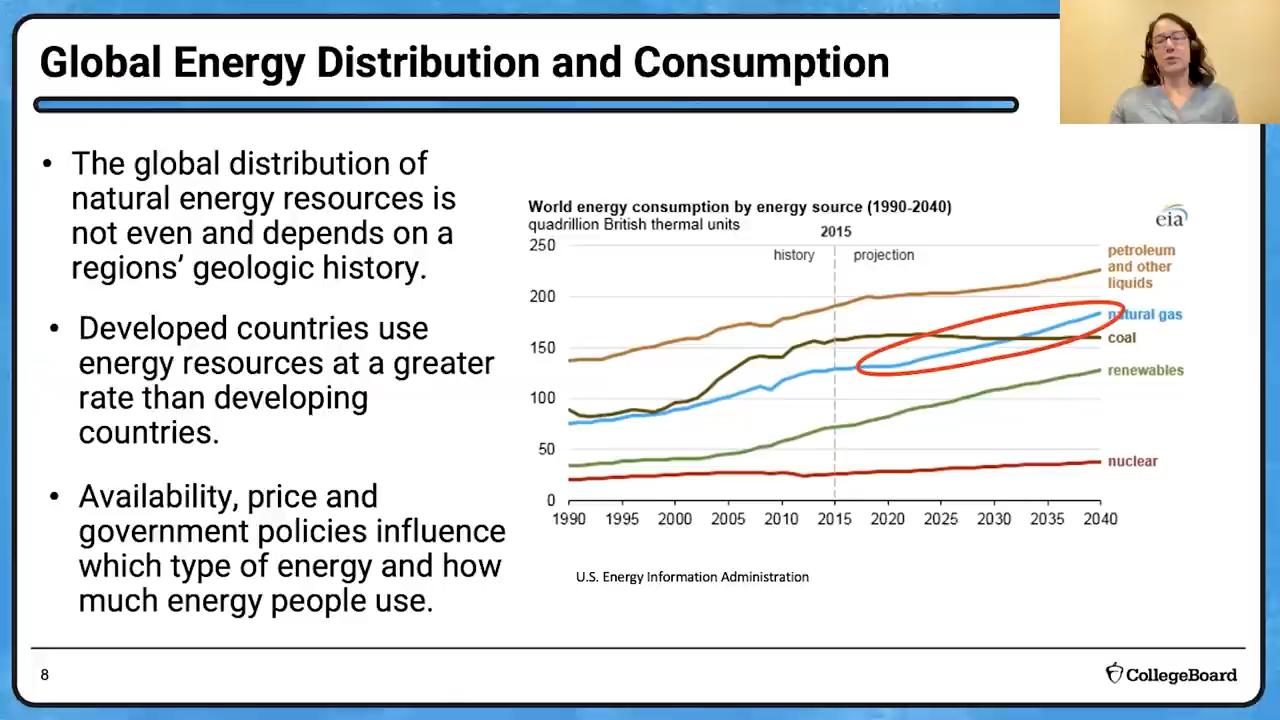 Global Energy Distribution and Consumption
• The global distribution of
natural energy resources is
not even and depends on a
regions’ geologic history.
• Developed countries use
energy resources at a greater
rate than developing
countries.
• Availability, price and
government policies influence
which type of energy and how
much energy people use.
World energy consumption by energy source (1990-2040)
quadrillion British thermal units
eia
2015
history
projection
250
200
150
100
50
0
1990 1995 2000 2005 2010 2015 2020 2025 2030 2035 2040
petroleum
and other
liquids
natural gas
coal
renewables
nuclear
U.S. Energy Information Administration
8
CollegeBoard